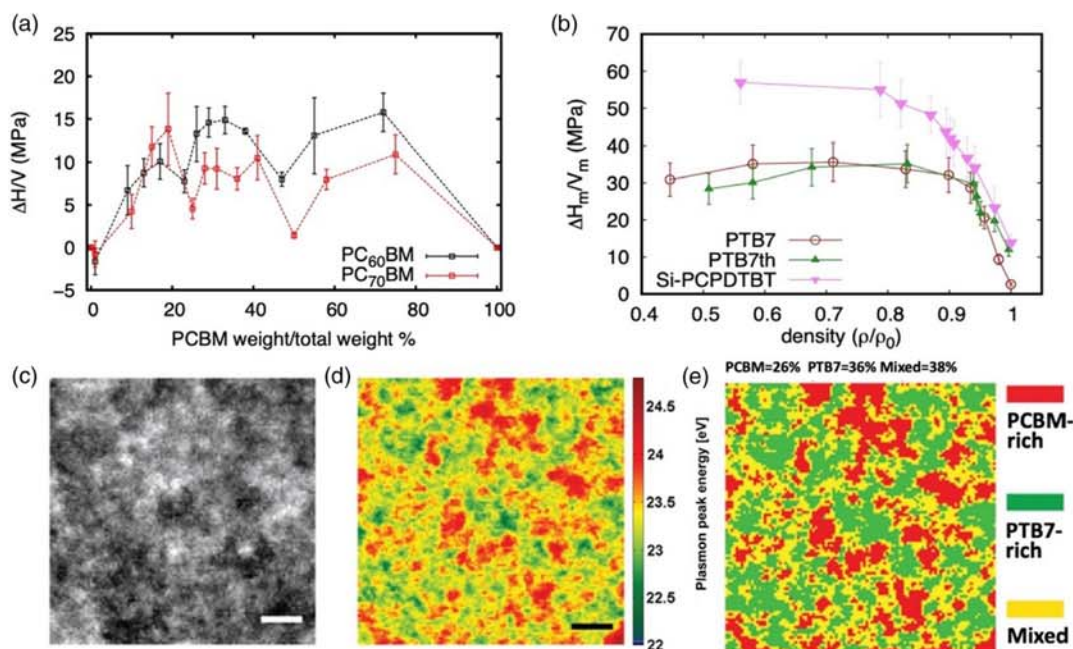 (a)
ΔH/V (MPa)
25
20
15
10
5
0
−5
0 20 40 60 80 100
PCBM weight/total weight %
PC₆₀BM
PC₇₀BM
(b)
ΔHₘ/Vₘ (MPa)
70
60
50
40
30
20
10
0
0.4 0.5 0.6 0.7 0.8 0.9 1
density (ρ/ρ₀)
PTB7
PTB7th
Si-PCPDTBT
(c)
(d)
24.5
24
23.5
23
22.5
22
Plasmon peak energy [eV]
(e)
PCBM=26% PTB7=36% Mixed=38%
PCBM-
rich
PTB7-
rich
Mixed